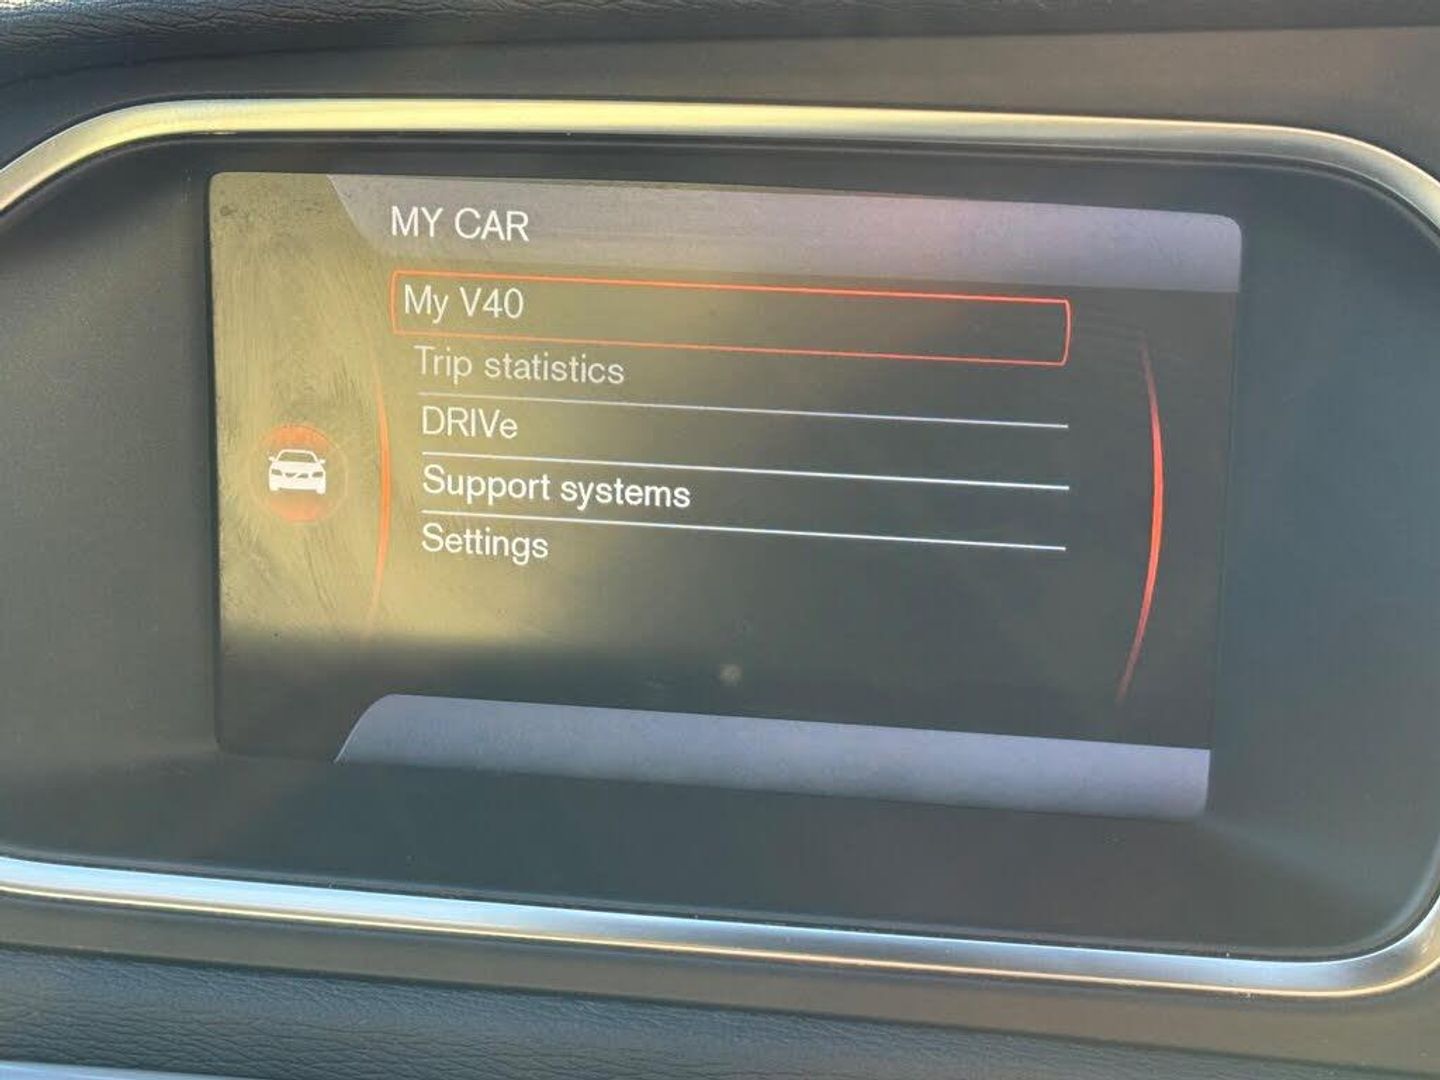 MY CAR
My V40
Trip statistics
DRIVe
Support systems
Settings